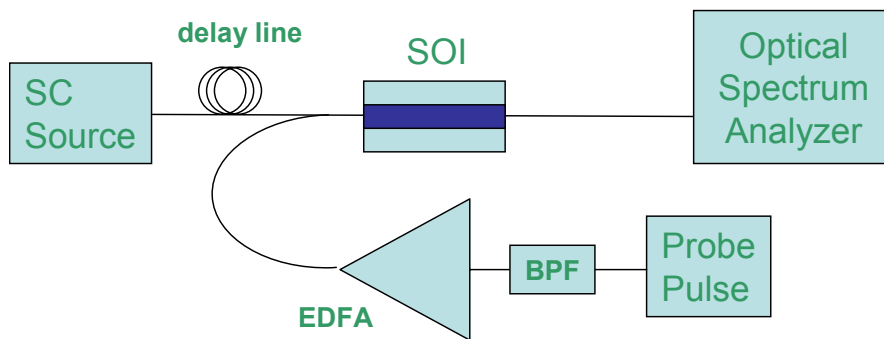 delay line
SOI
SC
Source
Optical
Spectrum
Analyzer
EDFA
BPF
Probe
Pulse